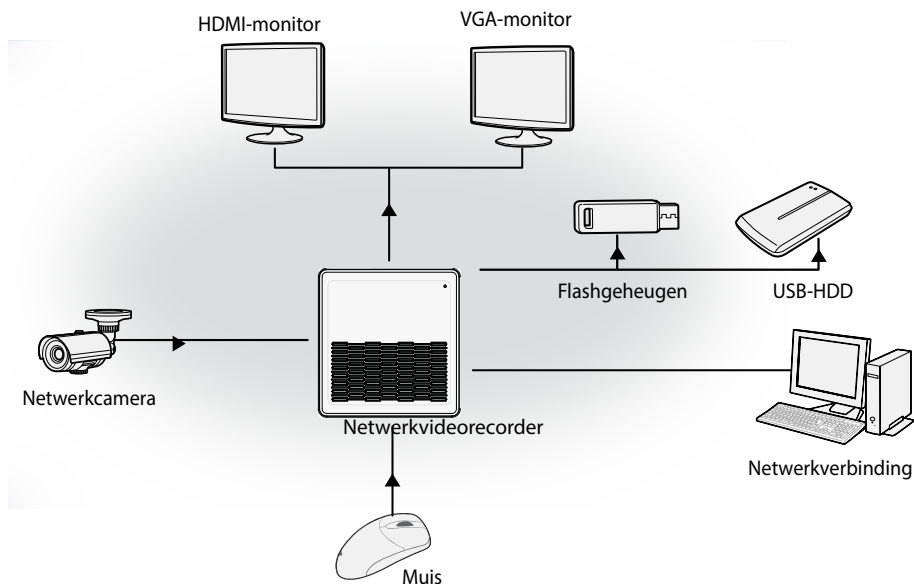 HDMI-monitor
VGA-monitor
Flashgeheugen
USB-HDD
Netwerkcamera
Netwerkvideorecorder
Netwerkverbinding
Muis